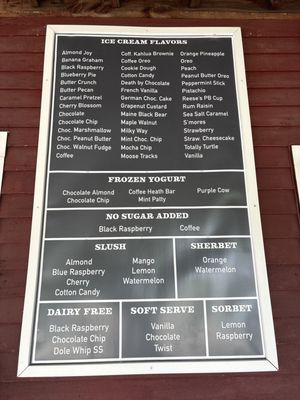 ICE CREAM FLAVORS
Almond Joy
Banana Graham
Black Raspberry
Blueberry Pie
Butter Crunch
Butter Pecan
Caramel Pretzel
Cherry Blossom
Chocolate
Chocolate Chip
Choc. Marshmallow
Choc. Peanut Butter
Choc. Walnut Fudge
Coffee
Coff. Kahlua Brownie
Coffee Oreo
Cookie Dough
Cotton Candy
Death by Chocolate
French Vanilla
German Choc. Cake
Grapenut Custard
Maine Black Bear
Maple Walnut
Milky Way
Mint Choc. Chip
Mocha Chip
Moose Tracks
Orange Pineapple
Oreo
Peach
Peanut Butter Oreo
Peppermint Stick
Pistachio
Reese's PB Cup
Rum Raisin
Sea Salt Caramel
S'mores
Strawberry
Straw. Cheesecake
Totally Turtle
Vanilla
FROZEN YOGURT
Chocolate Almond
Chocolate Chip
Coffee Heath Bar
Mint Patty
Purple Cow
NO SUGAR ADDED
Black Raspberry
Coffee
SLUSH
Almond
Blue Raspberry
Cherry
Cotton Candy
Mango
Lemon
Watermelon
SHERBET
Orange
Watermelon
DAIRY FREE
Black Raspberry
Chocolate Chip
Dole Whip SS
SOFT SERVE
Vanilla
Chocolate
Twist
SORBET
Lemon
Raspberry